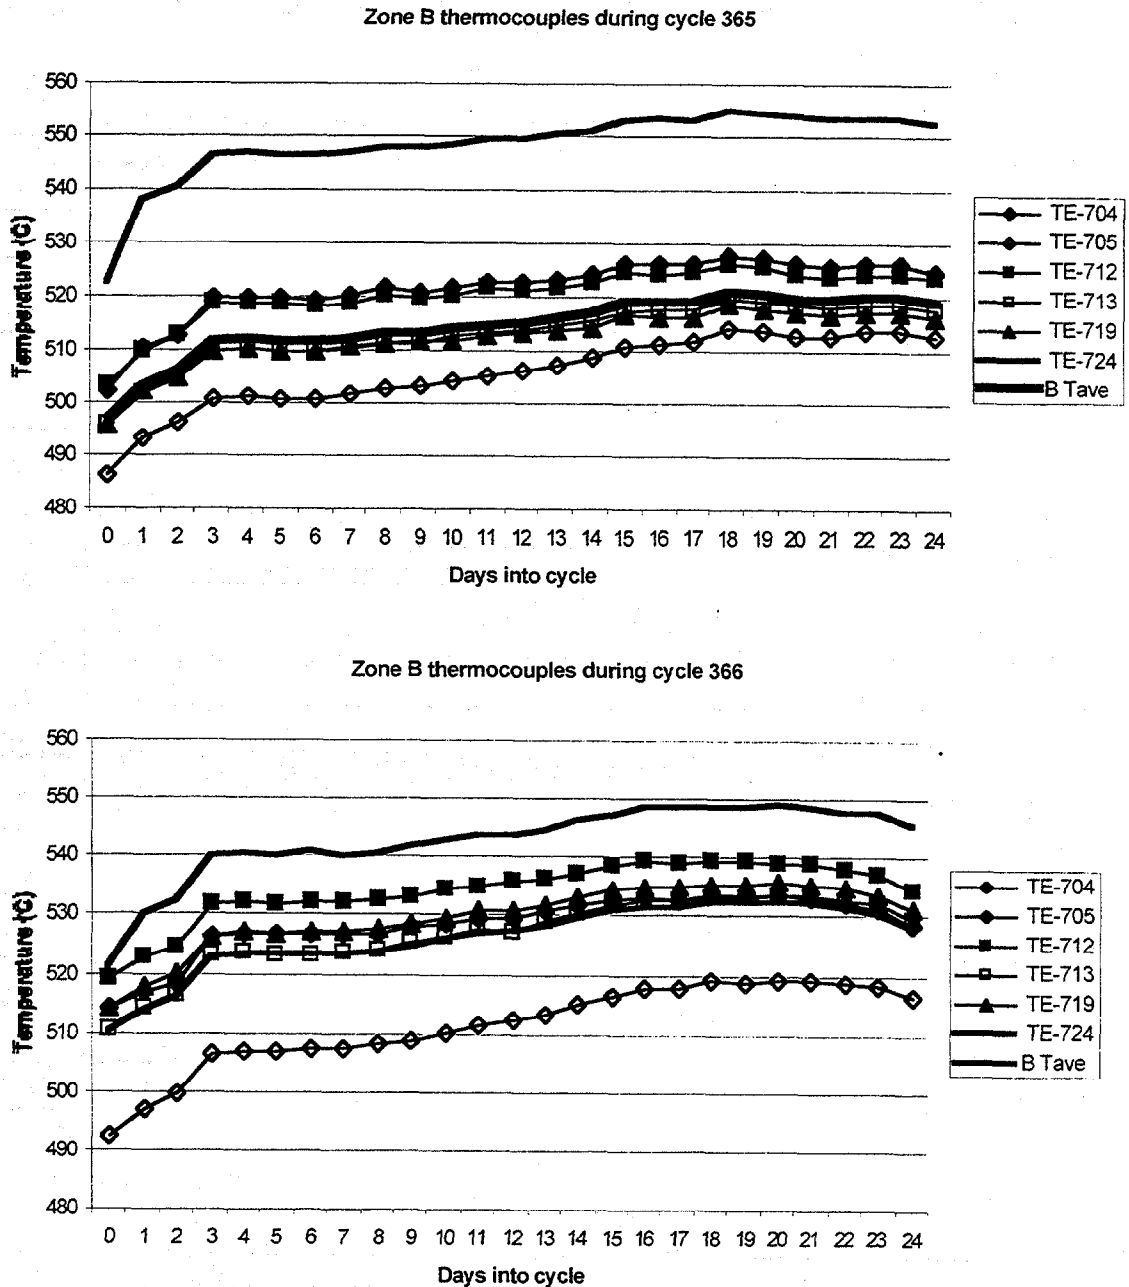 Zone B thermocouples during cycle 365
560
550
540
530
520
510
500
490
480
Temperature (C)
0 1 2 3 4 5 6 7 8 9 10 11 12 13 14 15 16 17 18 19 20 21 22 23 24
Days into cycle
TE-704
TE-705
TE-712
TE-713
TE-719
TE-724
B Tave
Zone B thermocouples during cycle 366
560
550
540
530
520
510
500
490
480
Temperature (C)
0 1 2 3 4 5 6 7 8 9 10 11 12 13 14 15 16 17 18 19 20 21 22 23 24
Days into cycle
TE-704
TE-705
TE-712
TE-713
TE-719
TE-724
B Tave